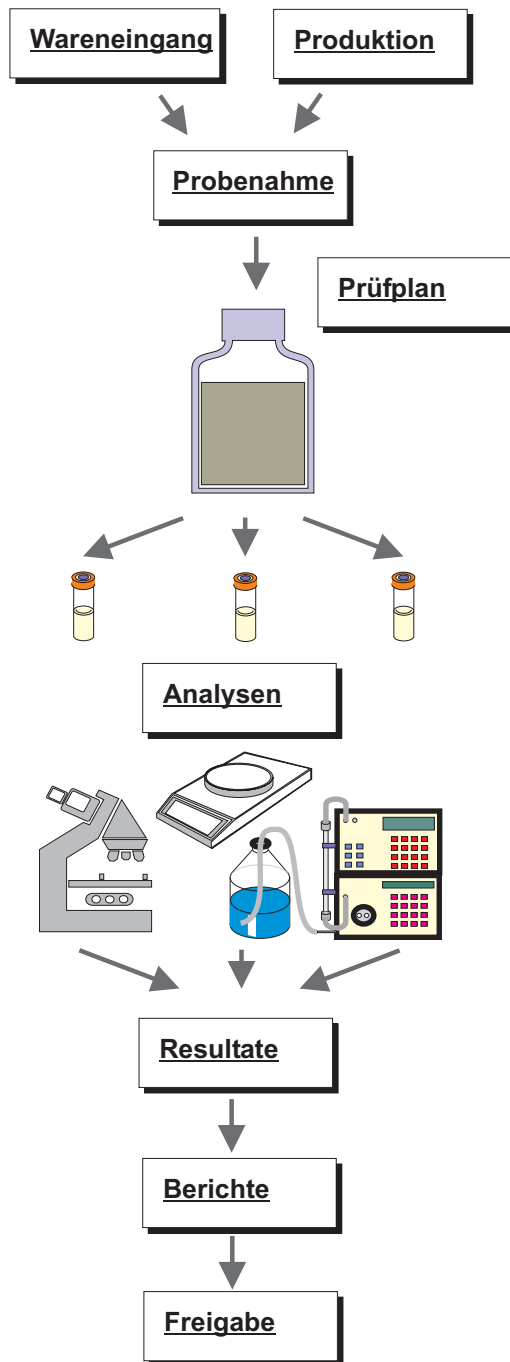 Wareneingang
Produktion
Probenahme
Prüfplan
Analysen
Resultate
Berichte
Freigabe